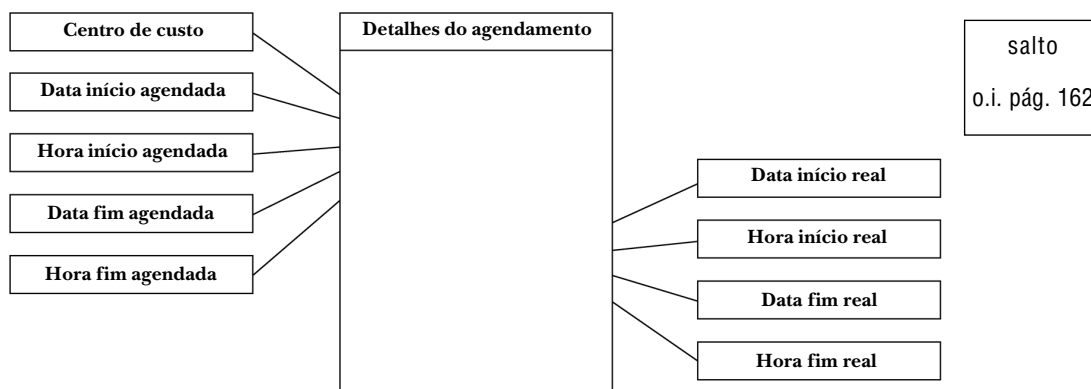 Centro de custo
Data início agendada
Hora início agendada
Data fim agendada
Hora fim agendada
Detalhes do agendamento
Data início real
Hora início real
Data fim real
Hora fim real
salto
o.i. pág. 162